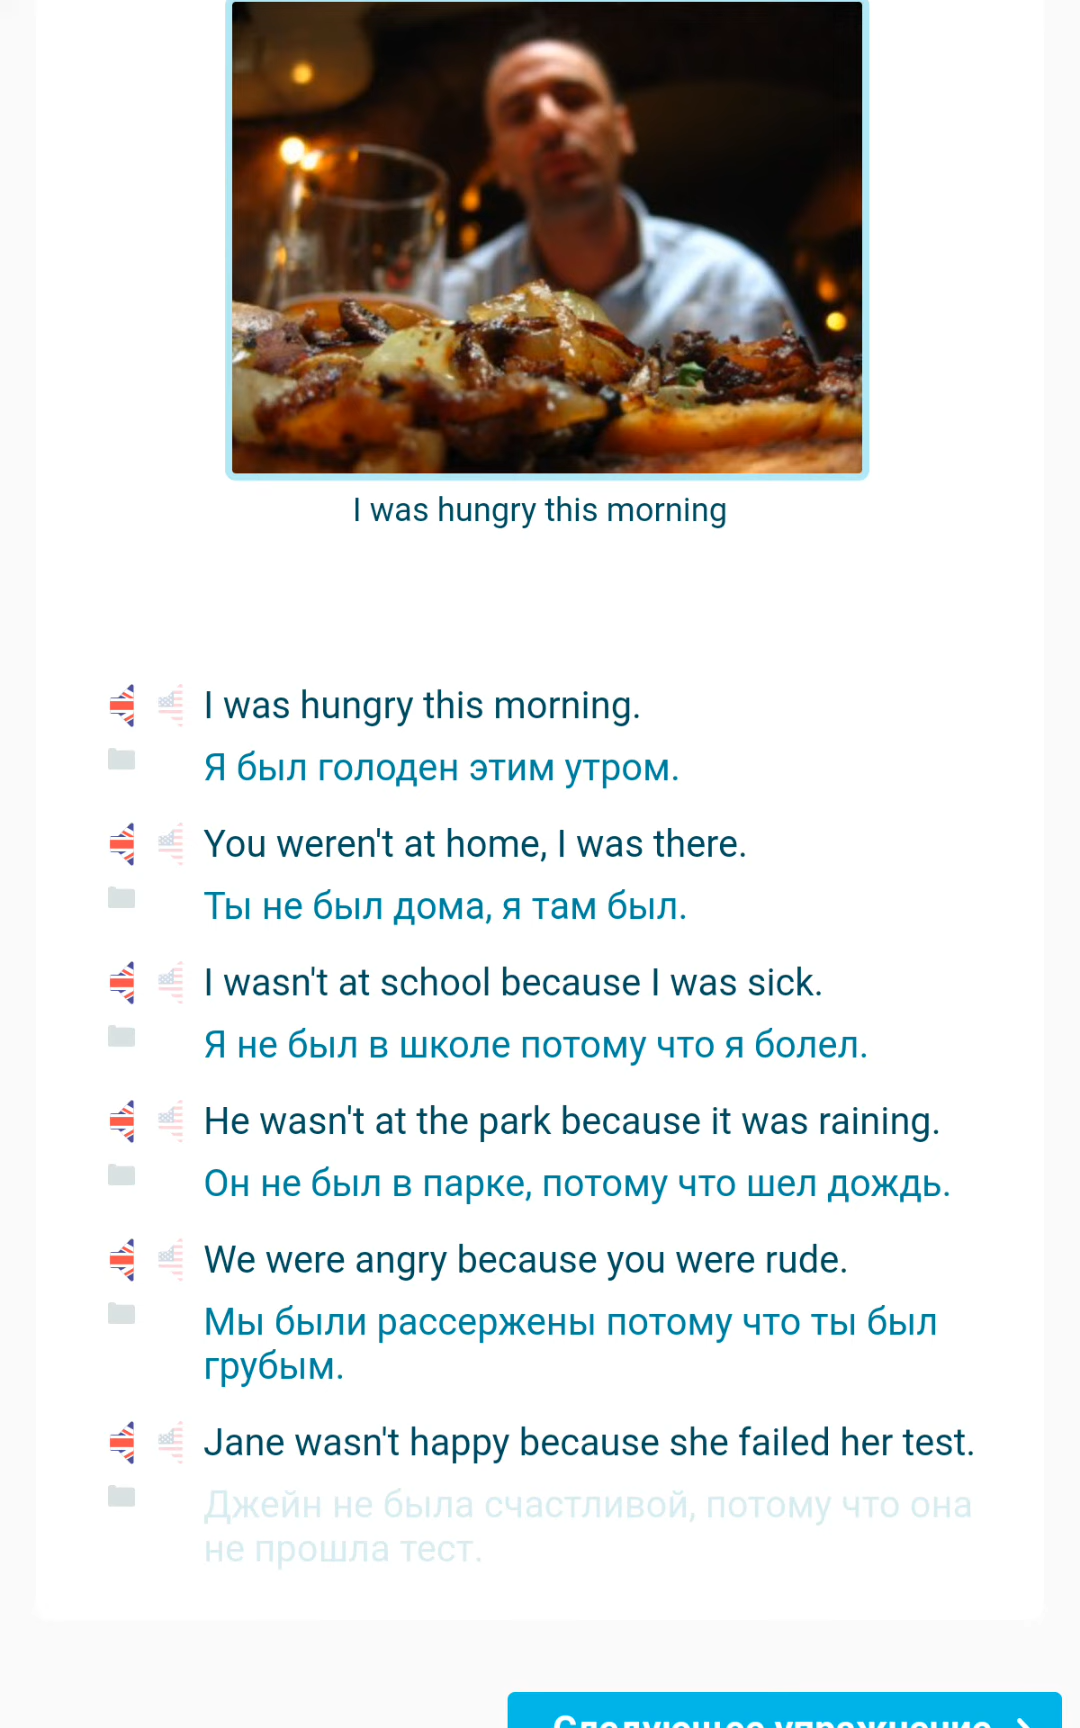 I was hungry this morning
I was hungry this morning.
Я был голоден этим утром.
You weren't at home, I was there.
Ты не был дома, я там был.
I wasn't at school because I was sick.
Я не был в школе потому что я болел.
He wasn't at the park because it was raining.
Он не был в парке, потому что шел дождь.
We were angry because you were rude.
Мы были рассержены потому что ты был
грубым.
Jane wasn't happy because she failed her test.
Джейн не была счастливой, потому что она
не прошла тест.
Следующее упражнение